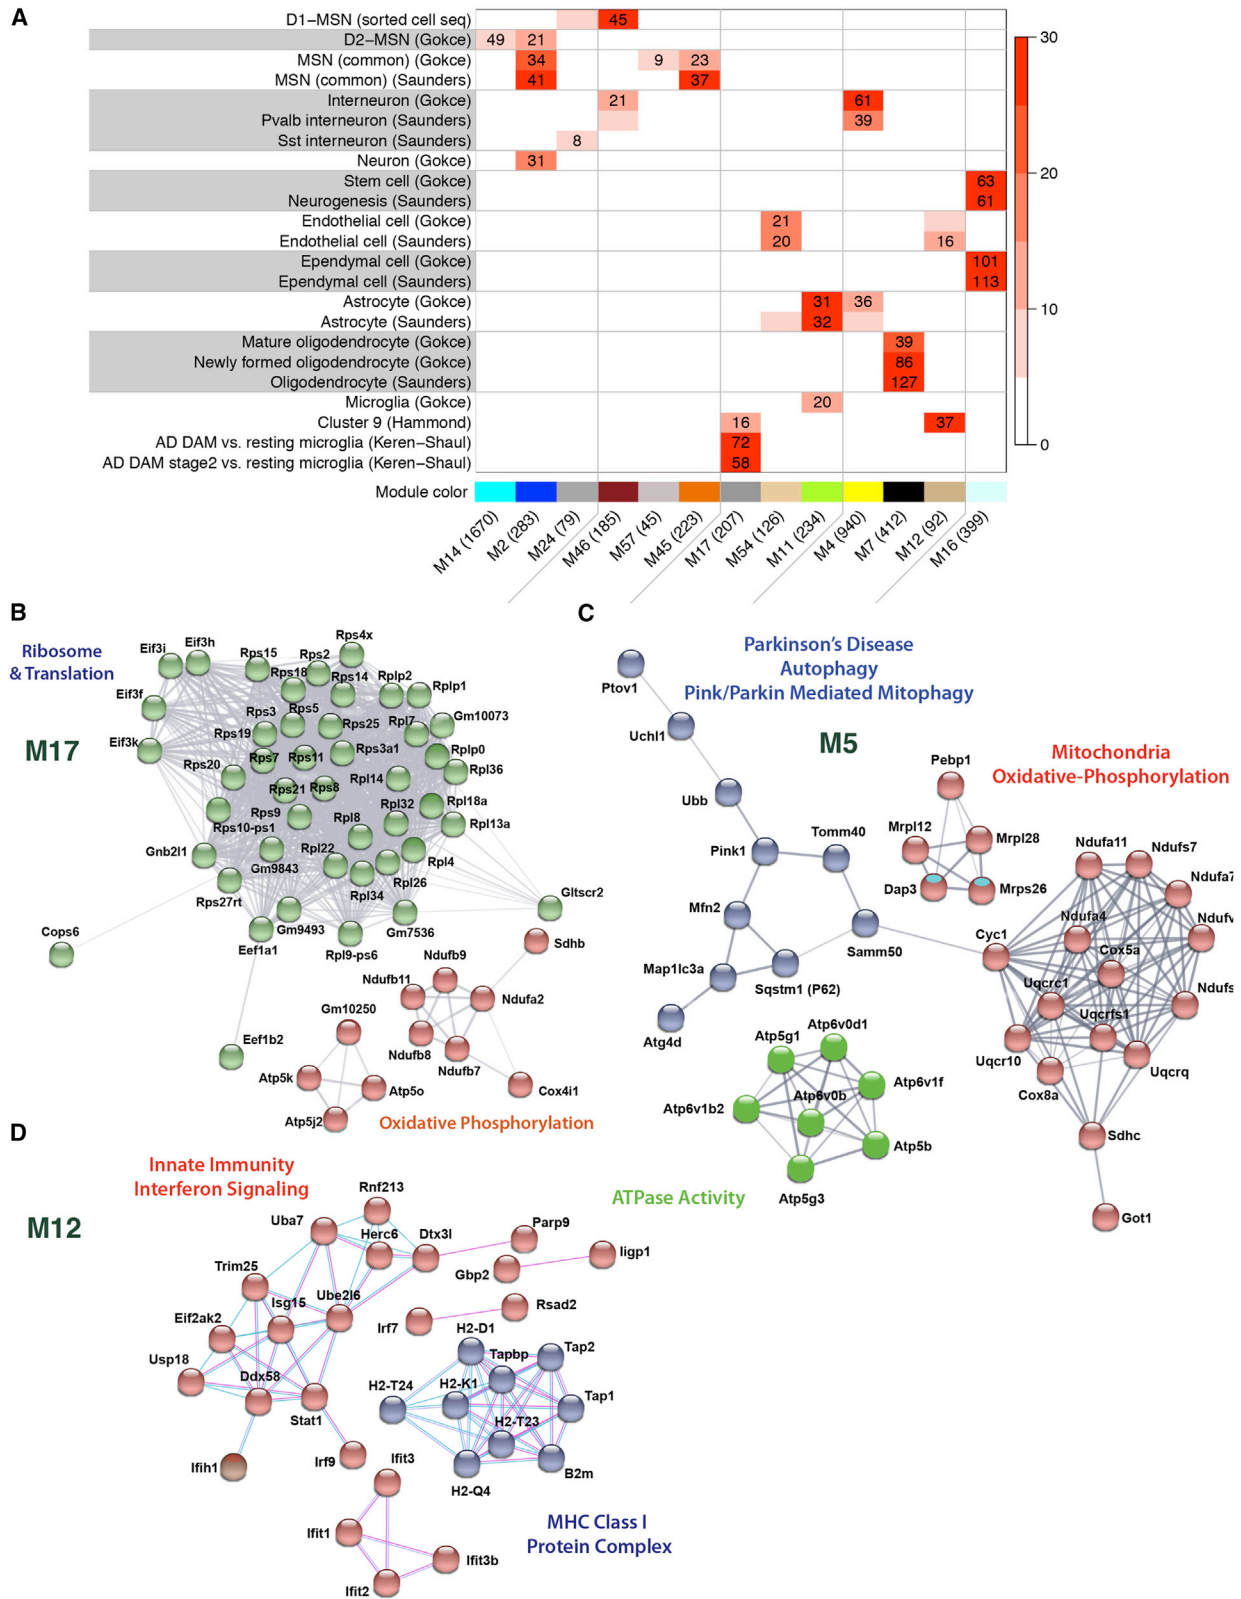 A
D1−MSN (sorted cell seq) 45
D2−MSN (Gokce) 49 21
MSN (common) (Gokce) 34 9 23
MSN (common) (Saunders) 41 37
Interneuron (Gokce) 21 61
Pvalb interneuron (Saunders) 39
Sst interneuron (Saunders) 8
Neuron (Gokce) 31
Stem cell (Gokce) 63
Neurogenesis (Saunders) 61
Endothelial cell (Gokce) 21
Endothelial cell (Saunders) 20 16
Ependymal cell (Gokce) 101
Ependymal cell (Saunders) 113
Astrocyte (Gokce) 31 36
Astrocyte (Saunders) 32
Mature oligodendrocyte (Gokce) 39
Newly formed oligodendrocyte (Gokce) 86
Oligodendrocyte (Saunders) 127
Microglia (Gokce) 20
Cluster 9 (Hammond) 16 37
AD DAM vs. resting microglia (Keren−Shaul) 72
AD DAM stage2 vs. resting microglia (Keren−Shaul) 58
30
20
10
0
Module color
M14 (1670)
M2 (283)
M24 (79)
M46 (185)
M57 (45)
M45 (223)
M17 (207)
M54 (126)
M11 (234)
M4 (940)
M7 (412)
M12 (92)
M16 (399)
B
Ribosome
& Translation
M17
Eif3i
Eif3h
Rps15
Rps2
Rps4x
Rps18
Rps14
Rplp2
Rplp1
Eif3f
Rps3
Rps5
Rps25
Rpl7
Gm10073
Eif3k
Rps19
Rps7
Rps11
Rps3a1
Rplp0
Rps20
Rpl14
Rpl36
Rps21
Rps8
Rps9
Rpl32
Rpl18a
Rps10-ps1
Rpl8
Rpl13a
Gnb2l1
Gm9843
Rpl22
Rpl4
Rpl26
Rps27rt
Rpl34
Gltscr2
Cops6
Eef1a1
Gm9493
Rpl9-ps6
Gm7536
Sdhb
Ndufb9
Ndufb11
Ndufa2
Gm10250
Ndufb8
Ndufb7
Eef1b2
Atp5k
Atp5o
Cox4i1
Atp5j2
Oxidative Phosphorylation
C
Parkinson's Disease
Autophagy
Pink/Parkin Mediated Mitophagy
M5
Mitochondria
Oxidative-Phosphorylation
Ptov1
Uchl1
Ubb
Pink1
Tomm40
Mfn2
Samm50
Map1lc3a
Sqstm1 (P62)
Atg4d
Pebp1
Mrpl12
Mrpl28
Dap3
Mrps26
Ndufa11
Ndufs7
Ndufa7
Ndufa4
Ndufv
Cyc1
Cox5a
Uqcrc1
Ndufs
Uqcrfs1
Uqcr10
Cox8a
Uqcrq
Sdhc
Got1
Atp5g1
Atp6v0d1
Atp6v1f
Atp6v1b2
Atp6v0b
Atp5b
Atp5g3
ATPase Activity
D
Innate Immunity
Interferon Signaling
M12
Rnf213
Uba7
Herc6
Dtx3l
Parp9
Iigp1
Gbp2
Trim25
Isg15
Ube2l6
Rsad2
Eif2ak2
Irf7
Usp18
Ddx58
Stat1
Ifih1
Irf9
H2-D1
Tapbp
Tap2
H2-T24
H2-K1
Tap1
H2-T23
H2-Q4
B2m
Ifit3
Ifit1
Ifit3b
Ifit2
MHC Class I
Protein Complex